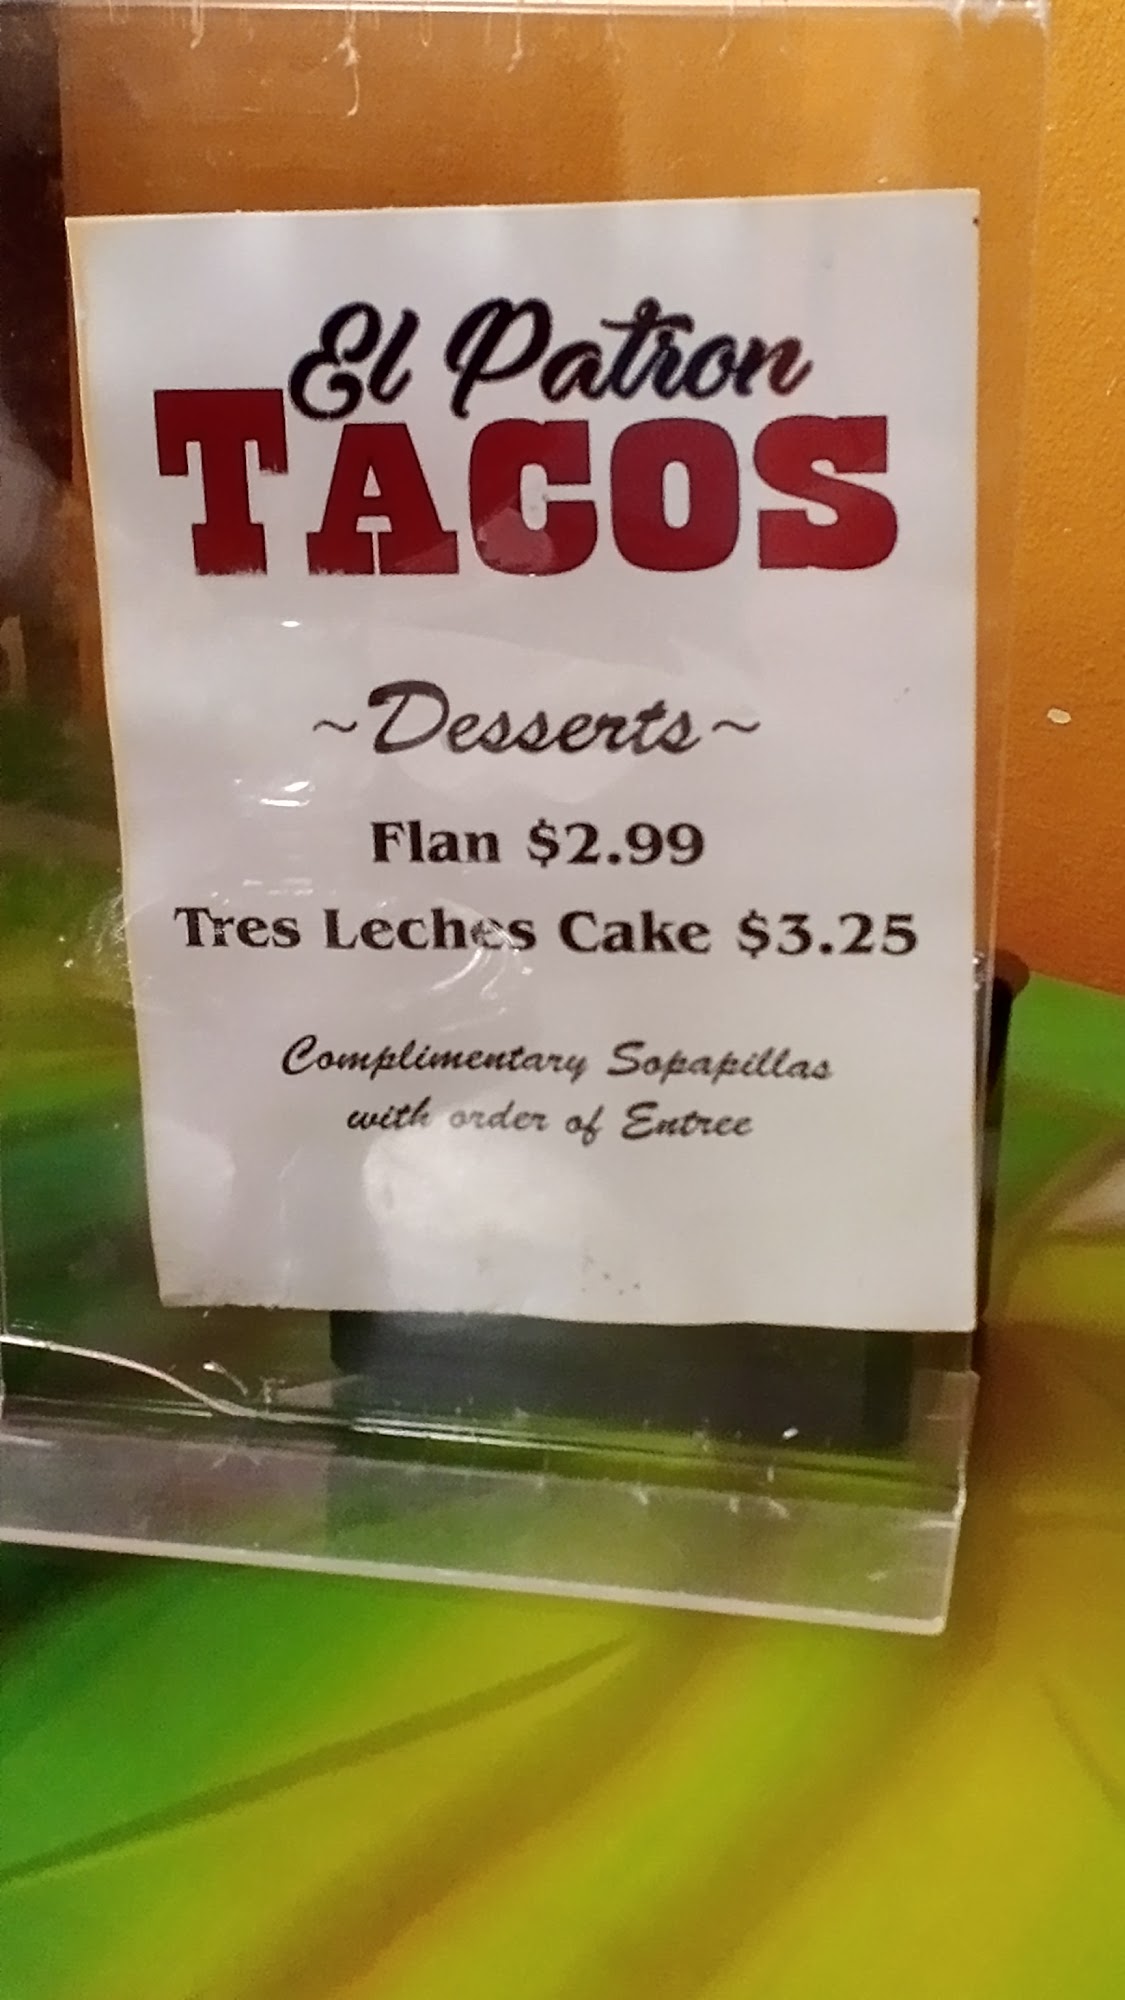 El Patron
TACOS
~Desserts~
Flan $2.99
Tres Leches Cake $3.25
Complimentary Sopapillas
with order of Entree